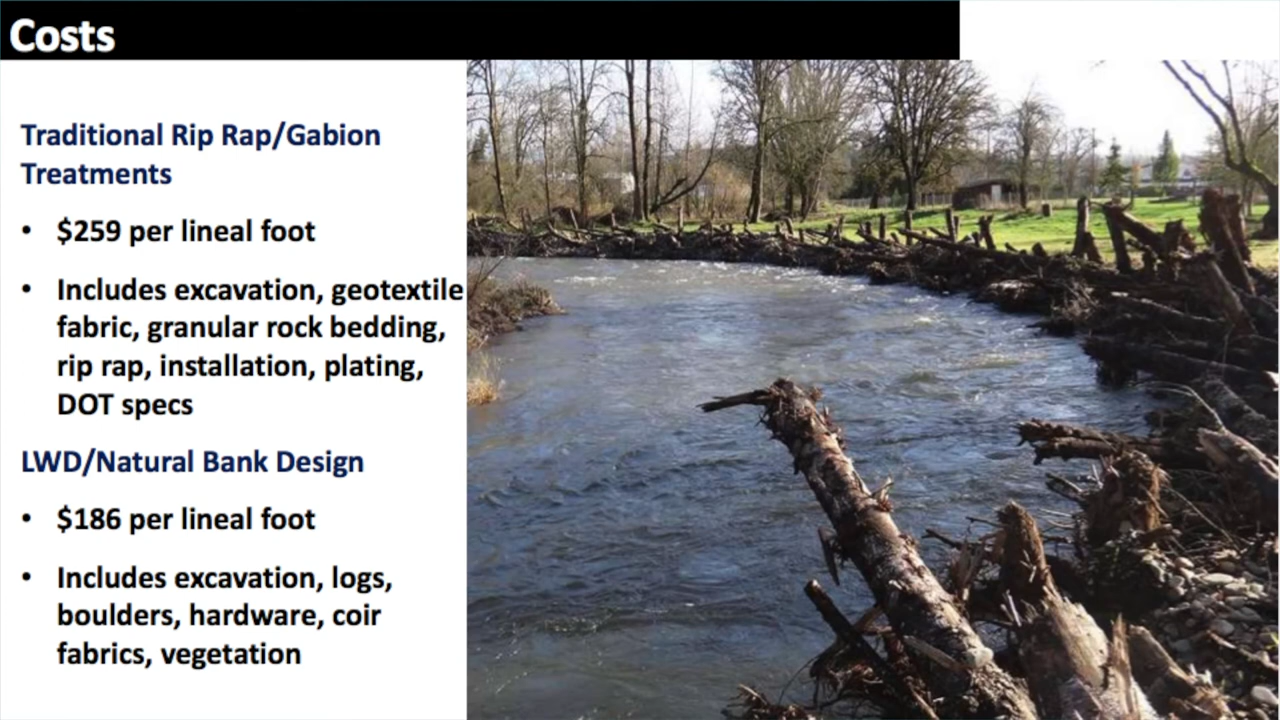 Costs
Traditional Rip Rap/Gabion
Treatments
• $259 per lineal foot
• Includes excavation, geotextile
fabric, granular rock bedding,
rip rap, installation, plating,
DOT specs
LWD/Natural Bank Design
• $186 per lineal foot
• Includes excavation, logs,
boulders, hardware, coir
fabrics, vegetation